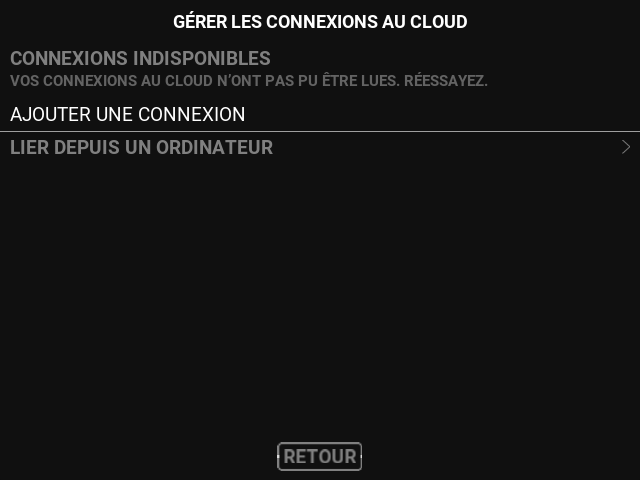 GÉRER LES CONNEXIONS AU CLOUD
CONNEXIONS INDISPONIBLES
VOS CONNEXIONS AU CLOUD N’ONT PAS PU ÊTRE LUES. RÉESSAYEZ.
AJOUTER UNE CONNEXION
LIER DEPUIS UN ORDINATEUR
RETOUR